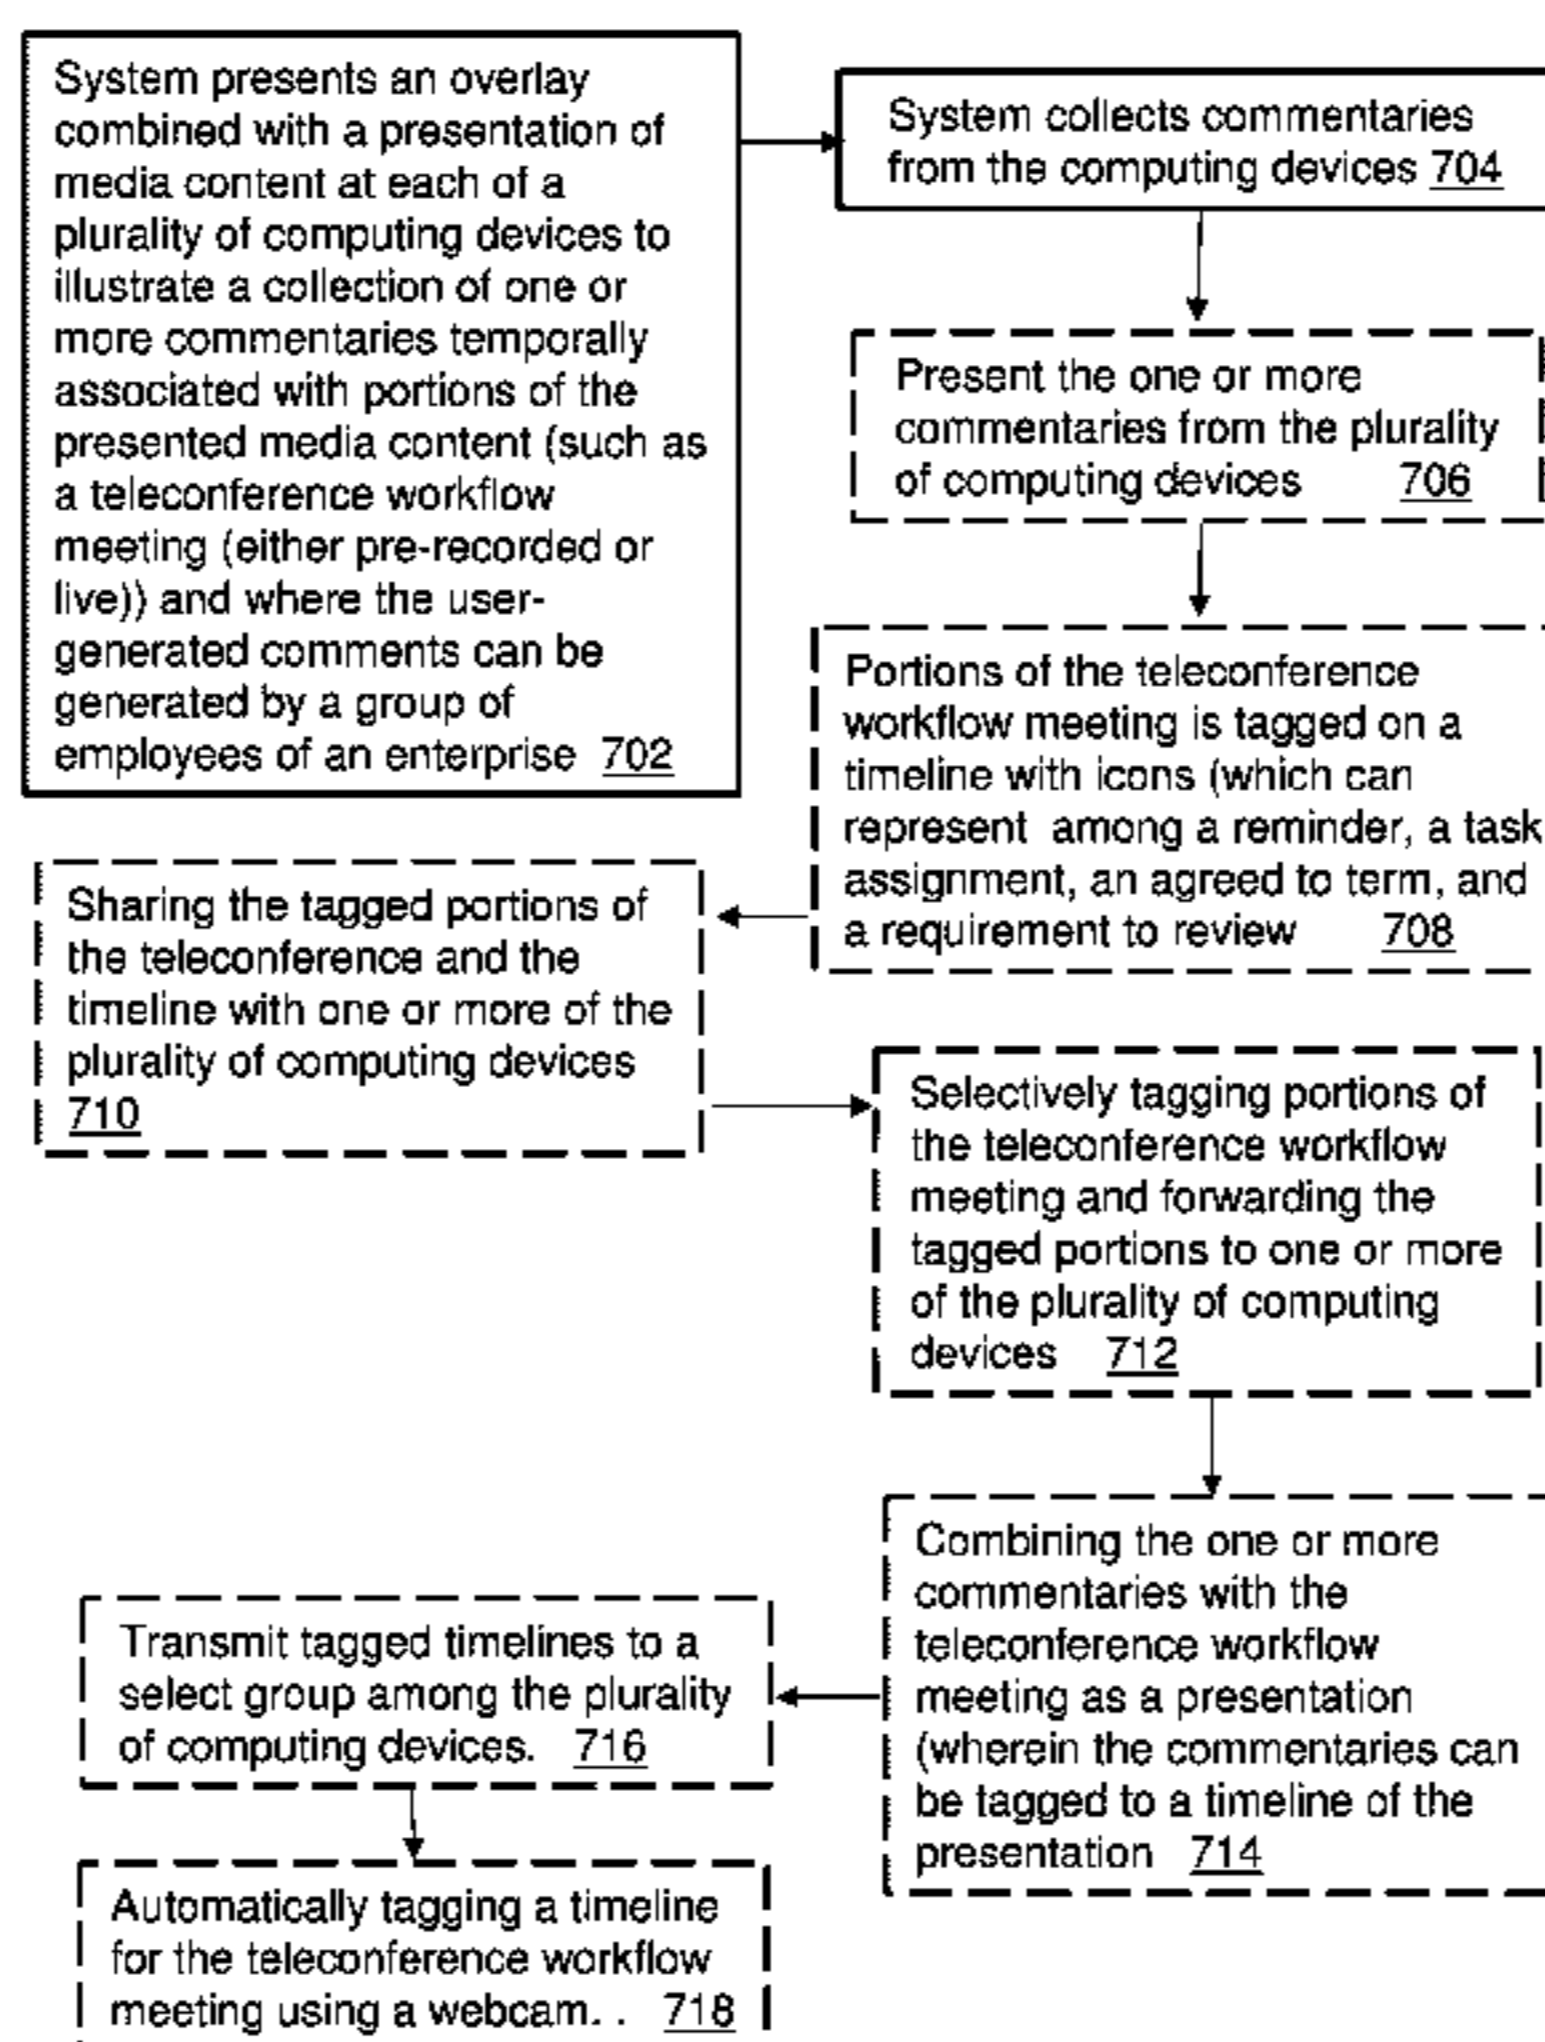 System presents an overlay
combined with a presentation of
media content at each of a
plurality of computing devices to
illustrate a collection of one or
more commentaries temporally
associated with portions of the
presented media content (such as
a teleconference workflow
meeting (either pre-recorded or
live)) and where the user-
generated comments can be
generated by a group of
employees of an enterprise 702
System collects commentaries
from the computing devices 704
Present the one or more
commentaries from the plurality
of computing devices 706
Portions of the teleconference
workflow meeting is tagged on a
timeline with icons (which can
represent among a reminder, a task
assignment, an agreed to term, and
a requirement to review 708
Sharing the tagged portions of
the teleconference and the
timeline with one or more of the
plurality of computing devices
710
Selectively tagging portions of
the teleconference workflow
meeting and forwarding the
tagged portions to one or more
of the plurality of computing
devices 712
Combining the one or more
commentaries with the
teleconference workflow
meeting as a presentation
(wherein the commentaries can
be tagged to a timeline of the
presentation 714
Transmit tagged timelines to a
select group among the plurality
of computing devices. 716
Automatically tagging a timeline
for the teleconference workflow
meeting using a webcam. . 718